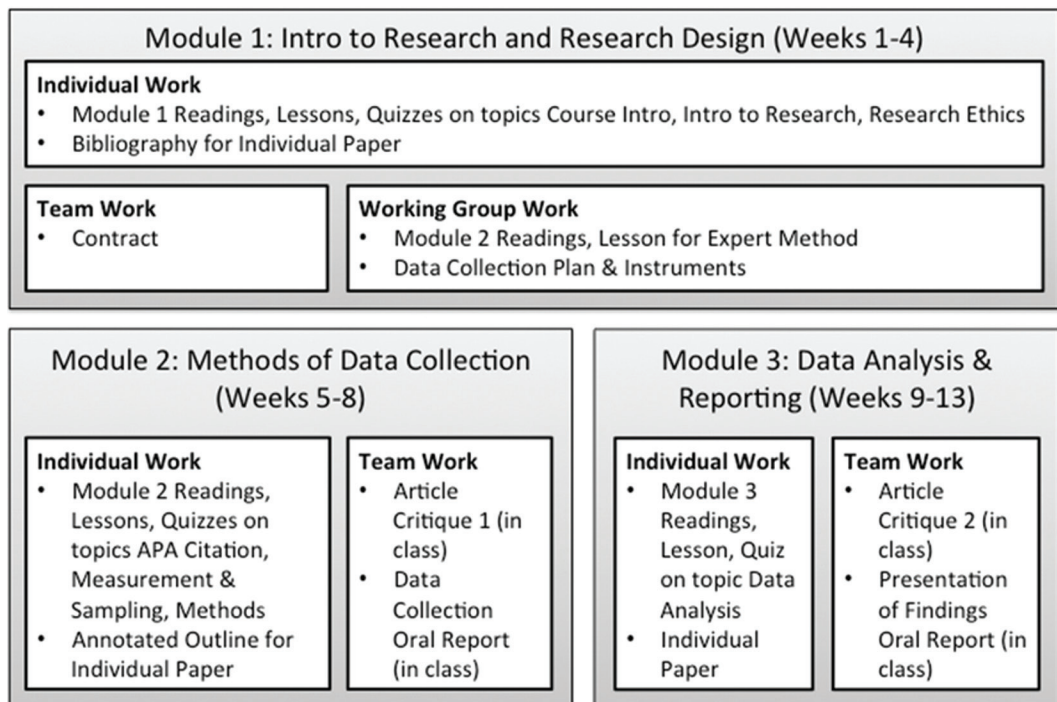 Module 1: Intro to Research and Research Design (Weeks 1-4)
Individual Work
• Module 1 Readings, Lessons, Quizzes on topics Course Intro, Intro to Research, Research Ethics
• Bibliography for Individual Paper
Team Work
• Contract
Working Group Work
• Module 2 Readings, Lesson for Expert Method
• Data Collection Plan & Instruments
Module 2: Methods of Data Collection
(Weeks 5-8)
Individual Work
• Module 2 Readings,
Lessons, Quizzes on
topics APA Citation,
Measurement &
Sampling, Methods
• Annotated Outline for
Individual Paper
Team Work
• Article
Critique 1 (in
class)
• Data
Collection
Oral Report
(in class)
Module 3: Data Analysis &
Reporting (Weeks 9-13)
Individual Work
• Module 3
Readings,
Lesson, Quiz
on topic Data
Analysis
• Individual
Paper
Team Work
• Article
Critique 2 (in
class)
• Presentation
of Findings
Oral Report (in
class)